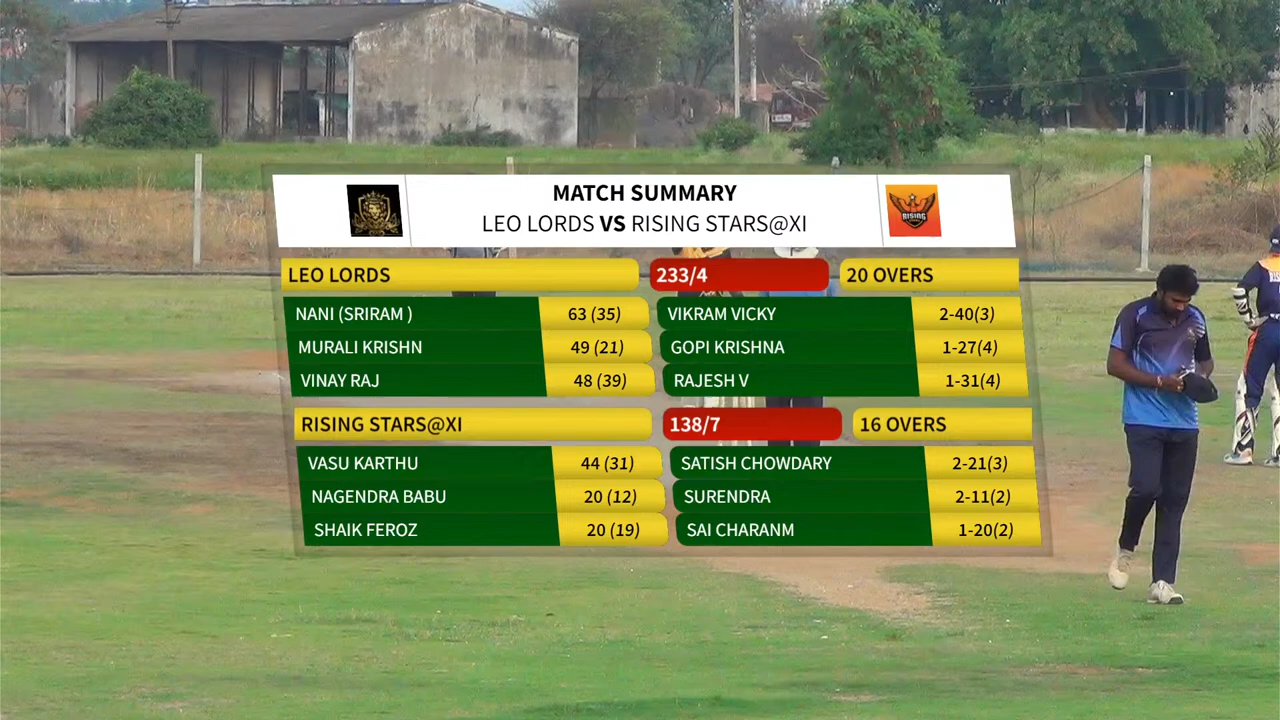 MATCH SUMMARY
LEO LORDS VS RISING STARS@XI
RISING
LEO LORDS 233/4 20 OVERS
NANI (SRIRAM ) 63 (35) VIKRAM VICKY 2-40(3)
MURALI KRISHN 49 (21) GOPI KRISHNA 1-27(4)
VINAY RAJ 48 (39) RAJESH V 1-31(4)
RISING STARS@XI 138/7 16 OVERS
VASU KARTHU 44 (31) SATISH CHOWDARY 2-21(3)
NAGENDRA BABU 20 (12) SURENDRA 2-11(2)
SHAIK FEROZ 20 (19) SAI CHARANM 1-20(2)